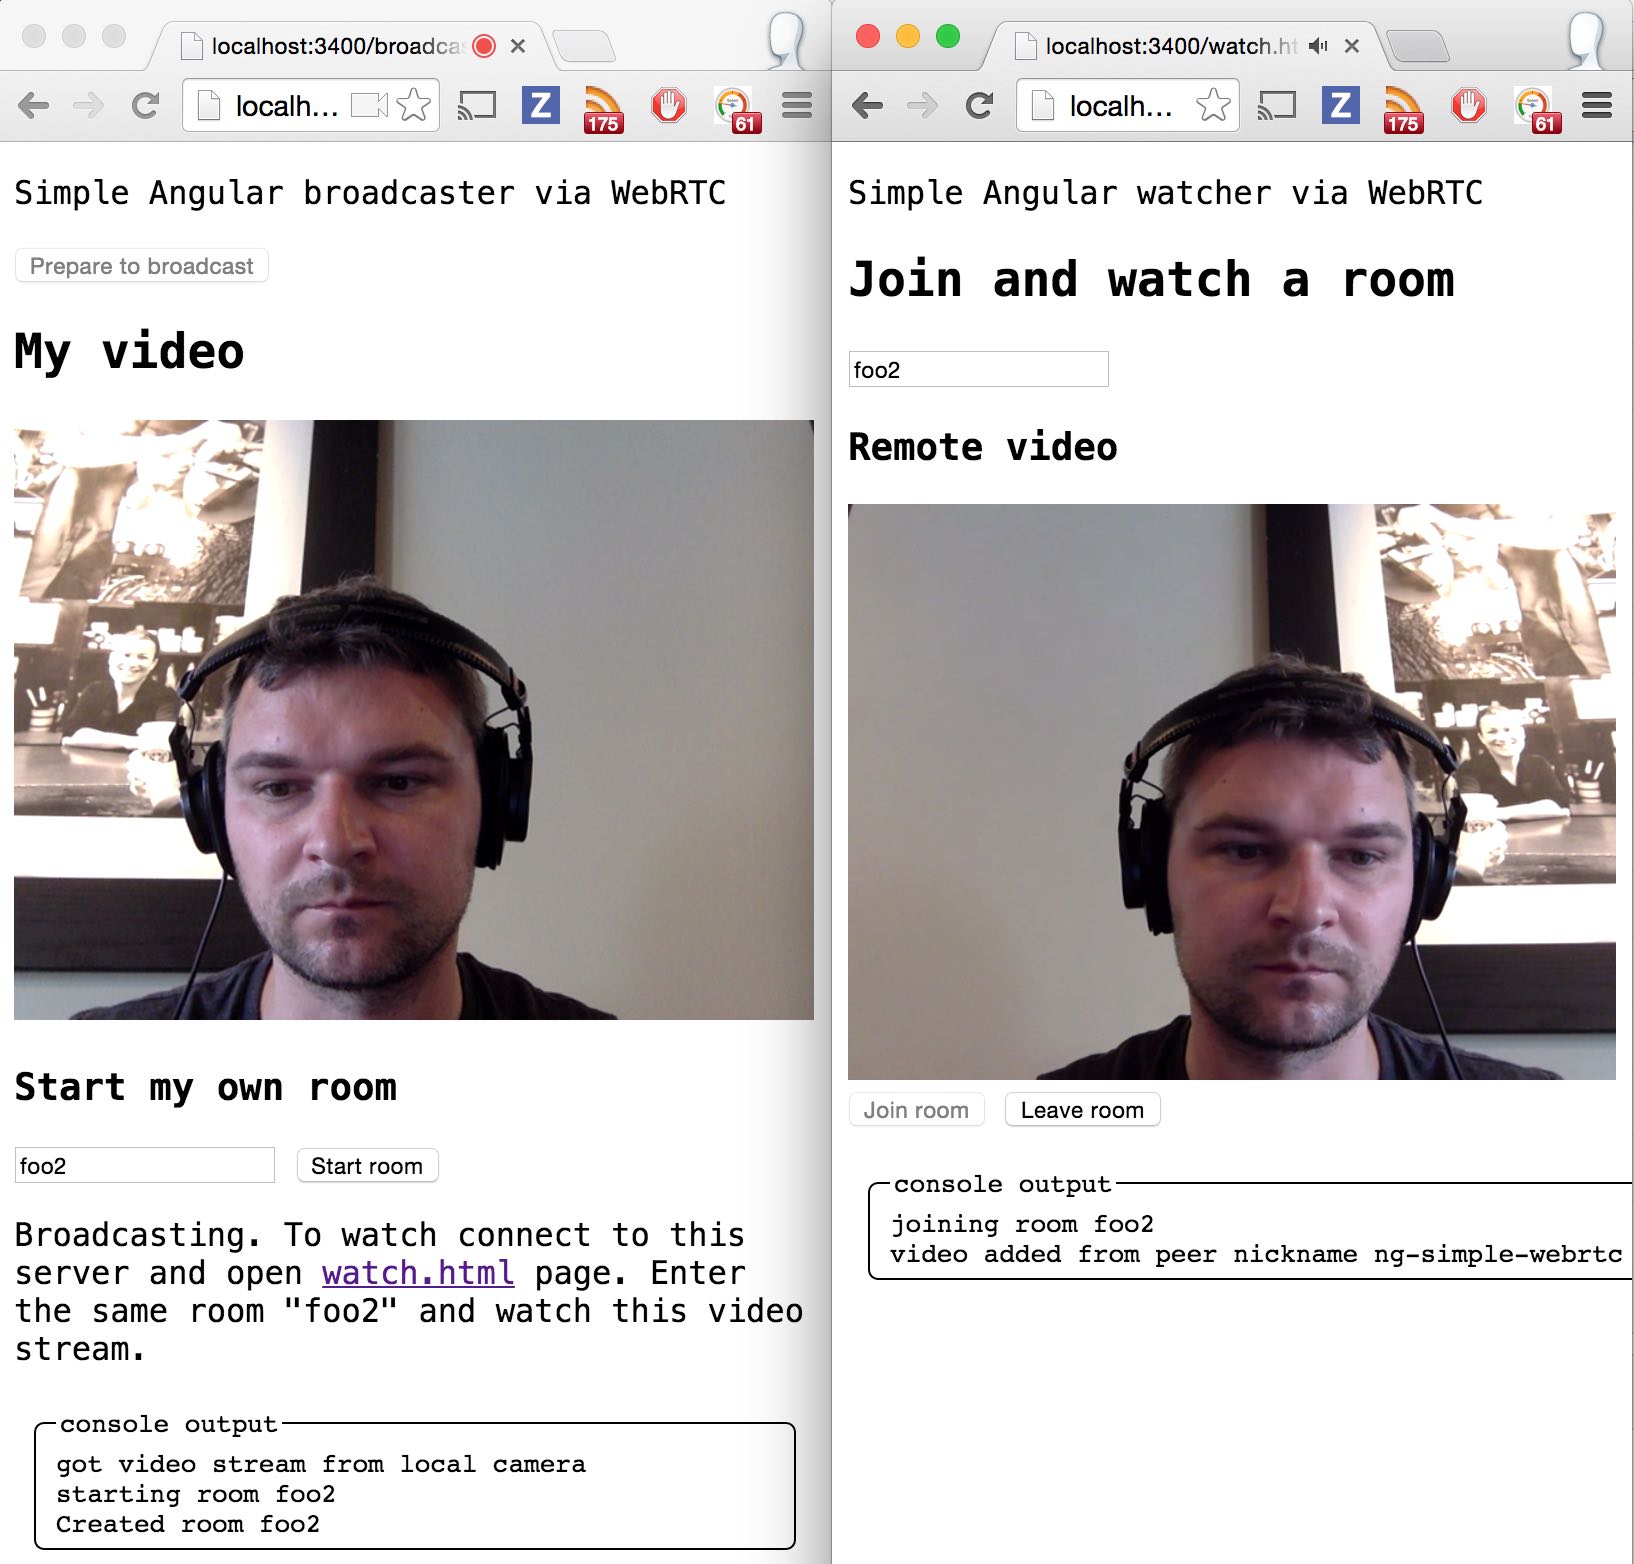 localhost:3400/broadca
localh...
Z
175
61
Simple Angular broadcaster via WebRTC
Prepare to broadcast
My video
Start my own room
foo2
Start room
Broadcasting. To watch connect to this
server and open watch.html page. Enter
the same room "foo2" and watch this video
stream.
console output
got video stream from local camera
starting room foo2
Created room foo2
localhost:3400/watch.ht
localh...
Z
175
61
Simple Angular watcher via WebRTC
Join and watch a room
foo2
Remote video
Join room
Leave room
console output
joining room foo2
video added from peer nickname ng-simple-webrtc